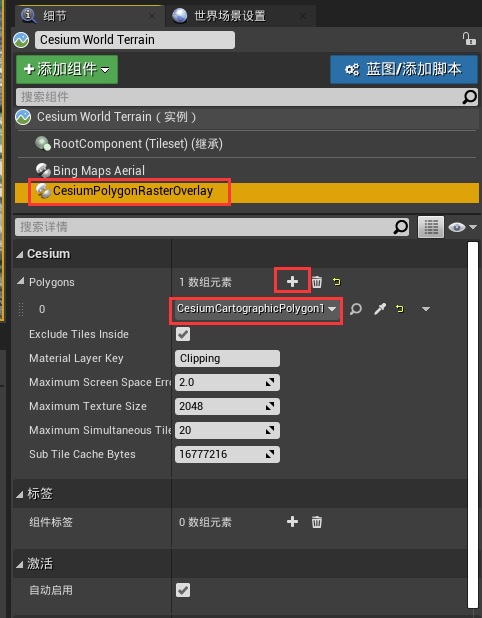 细节
世界场景设置
Cesium World Terrain
添加组件
蓝图/添加脚本
搜索组件
Cesium World Terrain（实例）
RootComponent (Tileset) (继承)
Bing Maps Aerial
CesiumPolygonRasterOverlay
搜索详情
Cesium
Polygons 1 数组元素
0 CesiumCartographicPolygon1
Exclude Tiles Inside
Material Layer Key Clipping
Maximum Screen Space Erro 2.0
Maximum Texture Size 2048
Maximum Simultaneous Tile 20
Sub Tile Cache Bytes 16777216
标签
组件标签 0 数组元素
激活
自动启用